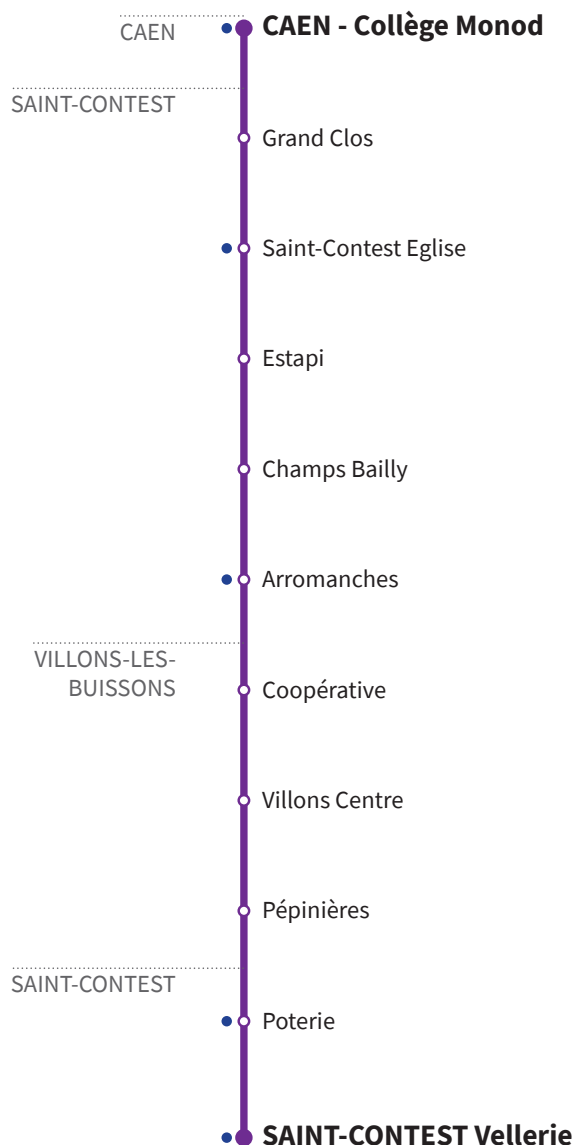 CAEN
CAEN - Collège Monod
SAINT-CONTEST
Grand Clos
Saint-Contest Eglise
Estapi
Champs Bailly
Arromanches
VILLONS-LES-
BUISSONS
Coopérative
Villons Centre
Pépinières
SAINT-CONTEST
Poterie
SAINT-CONTEST Vellerie